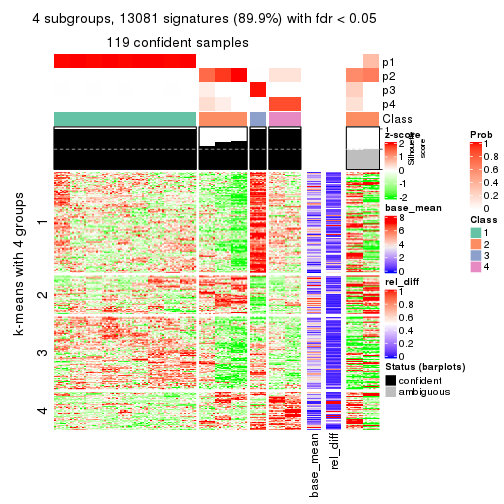 4 subgroups, 13081 signatures (89.9%) with fdr < 0.05
119 confident samples
p1
p2
p3
p4
Class
1
Silhouette
score
z-score
2
1
0
-1
-2
base_mean
8
6
4
2
0
rel_diff
1
0.8
0.6
0.4
0.2
0
Status (barplots)
confident
ambiguous
Prob
1
0.8
0.6
0.4
0.2
0
Class
1
2
3
4
k-means with 4 groups
1
2
3
4
base_mean
rel_diff